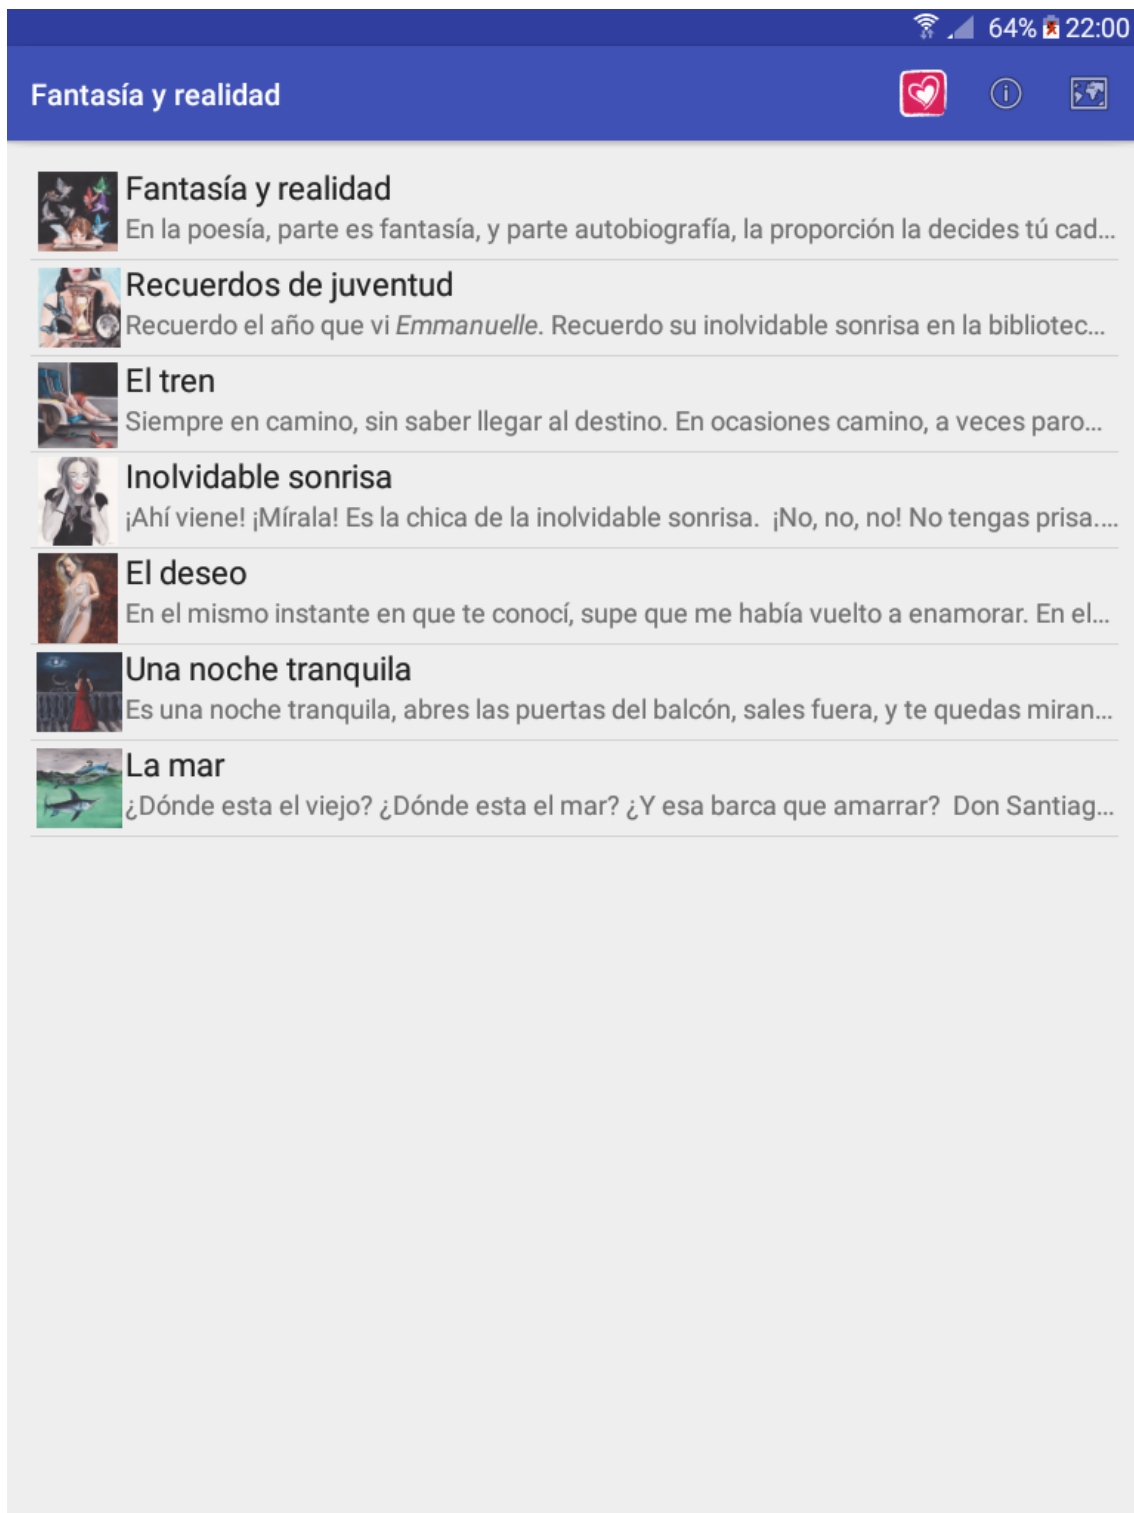 64% 22:00
Fantasía y realidad
Fantasía y realidad
En la poesía, parte es fantasía, y parte autobiografía, la proporción la decides tú cad...
Recuerdos de juventud
Recuerdo el año que vi Emmanuelle. Recuerdo su inolvidable sonrisa en la bibliotec...
El tren
Siempre en camino, sin saber llegar al destino. En ocasiones camino, a veces paro...
Inolvidable sonrisa
¡Ahí viene! ¡Mírala! Es la chica de la inolvidable sonrisa.  ¡No, no, no! No tengas prisa....
El deseo
En el mismo instante en que te conocí, supe que me había vuelto a enamorar. En el...
Una noche tranquila
Es una noche tranquila, abres las puertas del balcón, sales fuera, y te quedas miran...
La mar
¿Dónde esta el viejo? ¿Dónde esta el mar? ¿Y esa barca que amarrar?  Don Santiag...